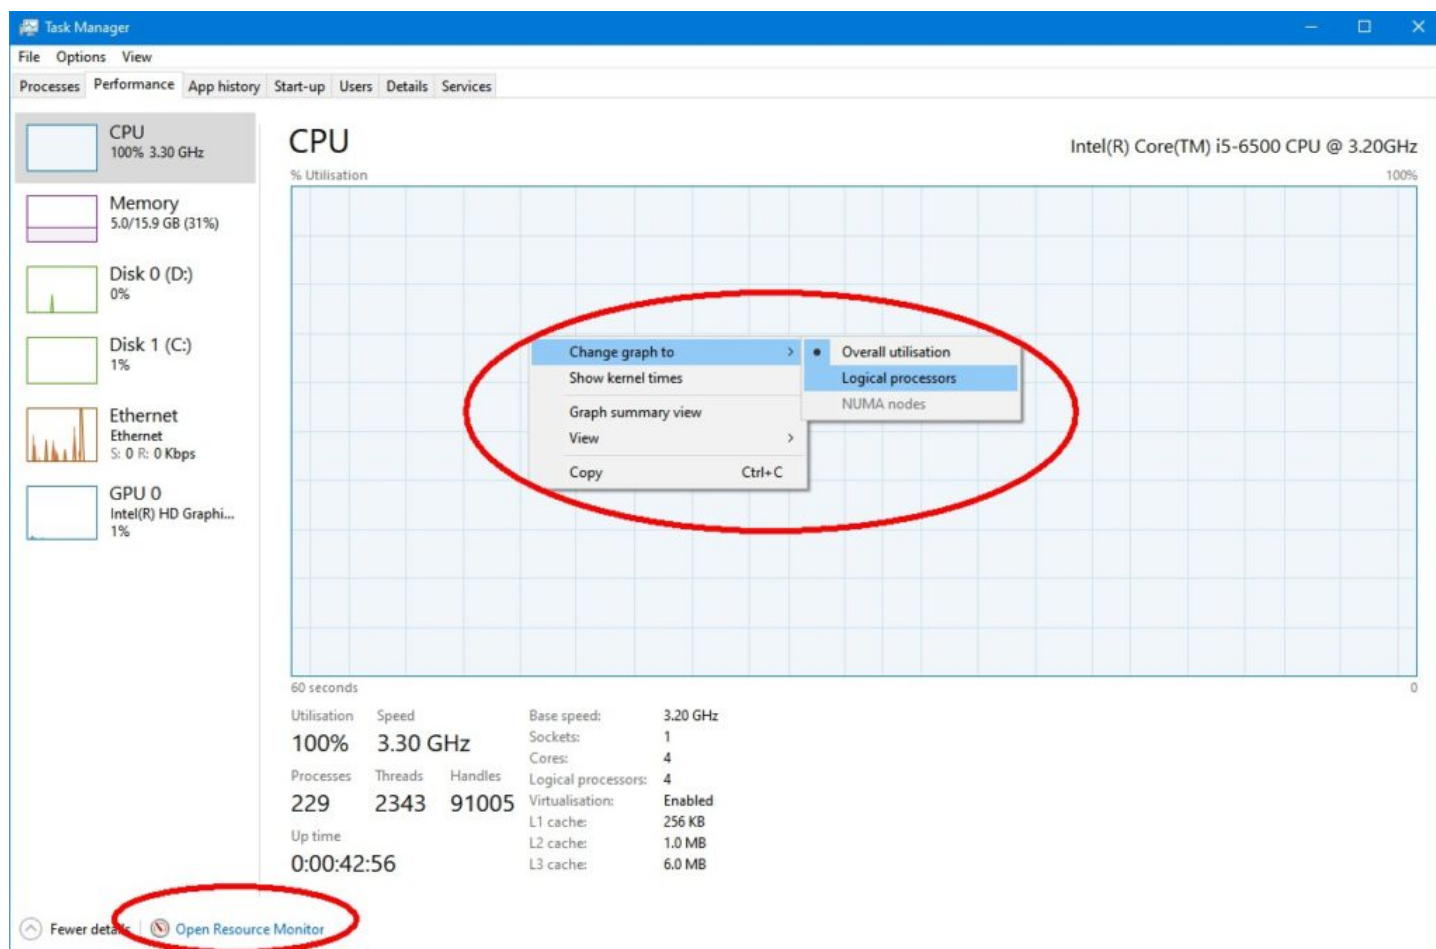 Task Manager
File Options View
Processes Performance App history Start-up Users Details Services
CPU
100% 3.30 GHz
Memory
5.0/15.9 GB (31%)
Disk 0 (D:)
0%
Disk 1 (C:)
1%
Ethernet
Ethernet
S: 0 R: 0 Kbps
GPU 0
Intel(R) HD Graphi...
1%
CPU
Intel(R) Core(TM) i5-6500 CPU @ 3.20GHz
% Utilisation 100%
Change graph to
Show kernel times
Graph summary view
View
Copy Ctrl+C
Overall utilisation
Logical processors
NUMA nodes
60 seconds 0
Utilisation Speed
100% 3.30 GHz
Processes Threads Handles
229 2343 91005
Up time
0:00:42:56
Base speed: 3.20 GHz
Sockets: 1
Cores: 4
Logical processors: 4
Virtualisation: Enabled
L1 cache: 256 KB
L2 cache: 1.0 MB
L3 cache: 6.0 MB
Fewer details Open Resource Monitor